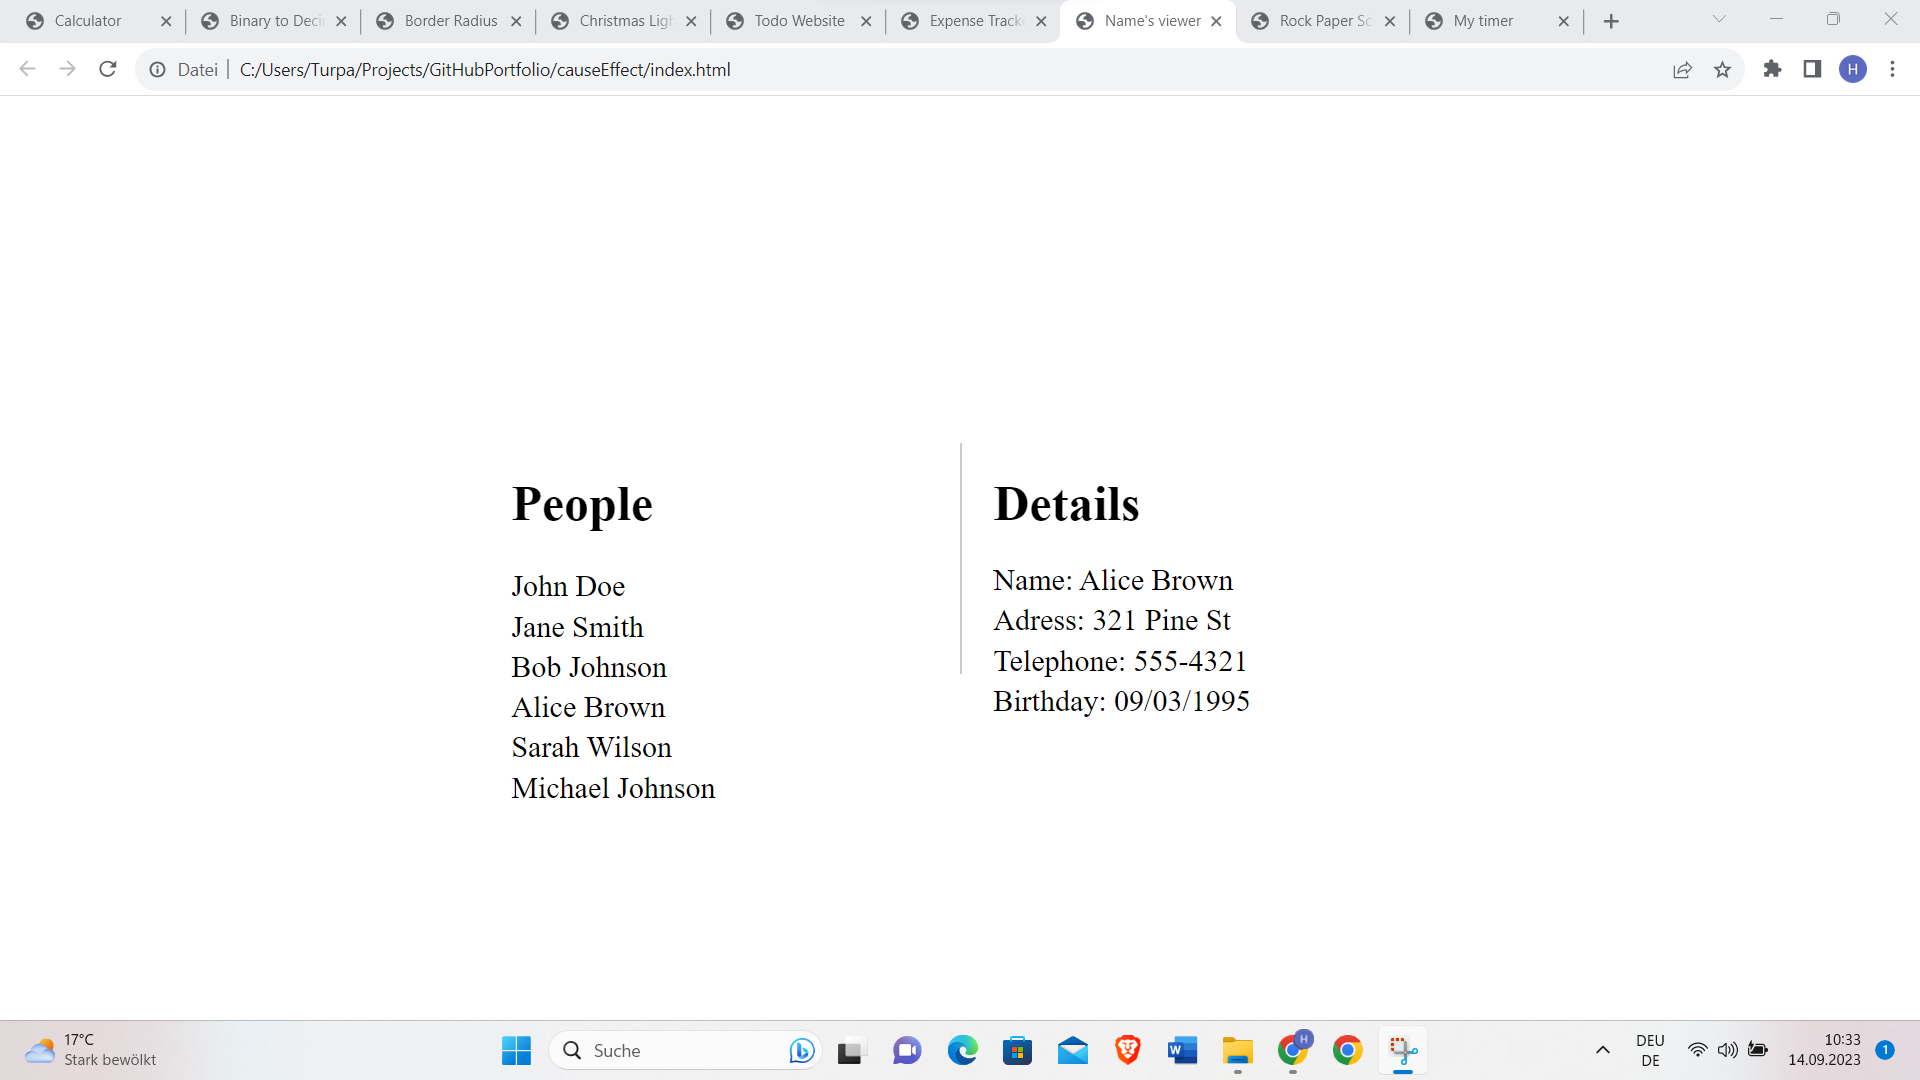 Calculator
Binary to Deci
Border Radius
Christmas Ligh
Todo Website
Expense Track
Name's viewer
Rock Paper Sc
My timer
Datei
C:/Users/Turpa/Projects/GitHubPortfolio/causeEffect/index.html
H
People
John Doe
Jane Smith
Bob Johnson
Alice Brown
Sarah Wilson
Michael Johnson
Details
Name: Alice Brown
Adress: 321 Pine St
Telephone: 555-4321
Birthday: 09/03/1995
17°C
Stark bewölkt
Suche
W
H
DEU
DE
10:33
14.09.2023
1